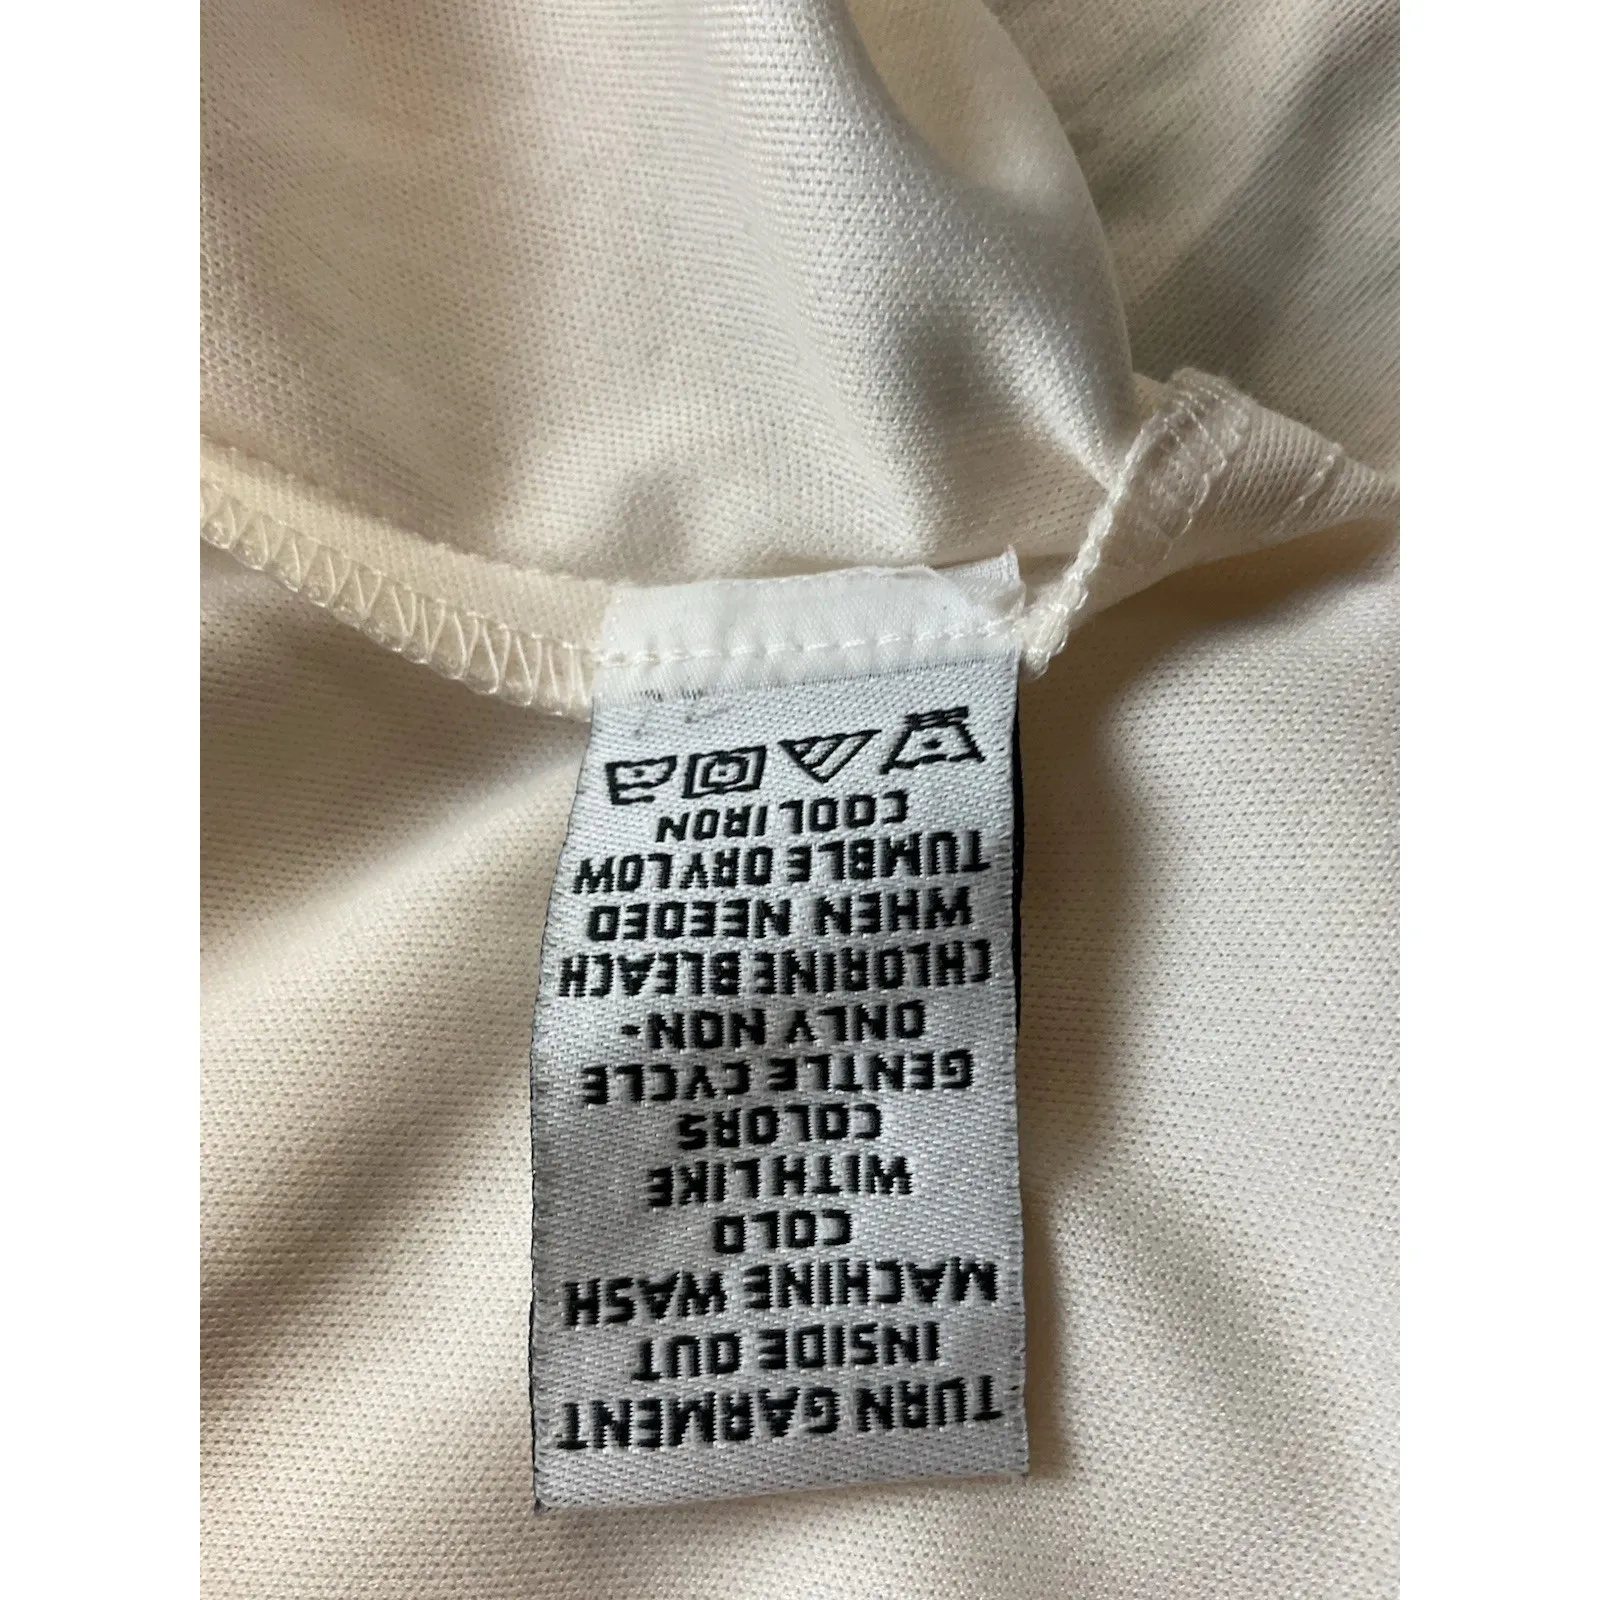 TURN GARMENT
INSIDE OUT
MACHINE WASH
COLD
WITH LIKE
COLORS
GENTLE CYCLE
ONLY NON-
CHLORINE BLEACH
WHEN NEEDED
TUMBLE DRY LOW
COOL IRON